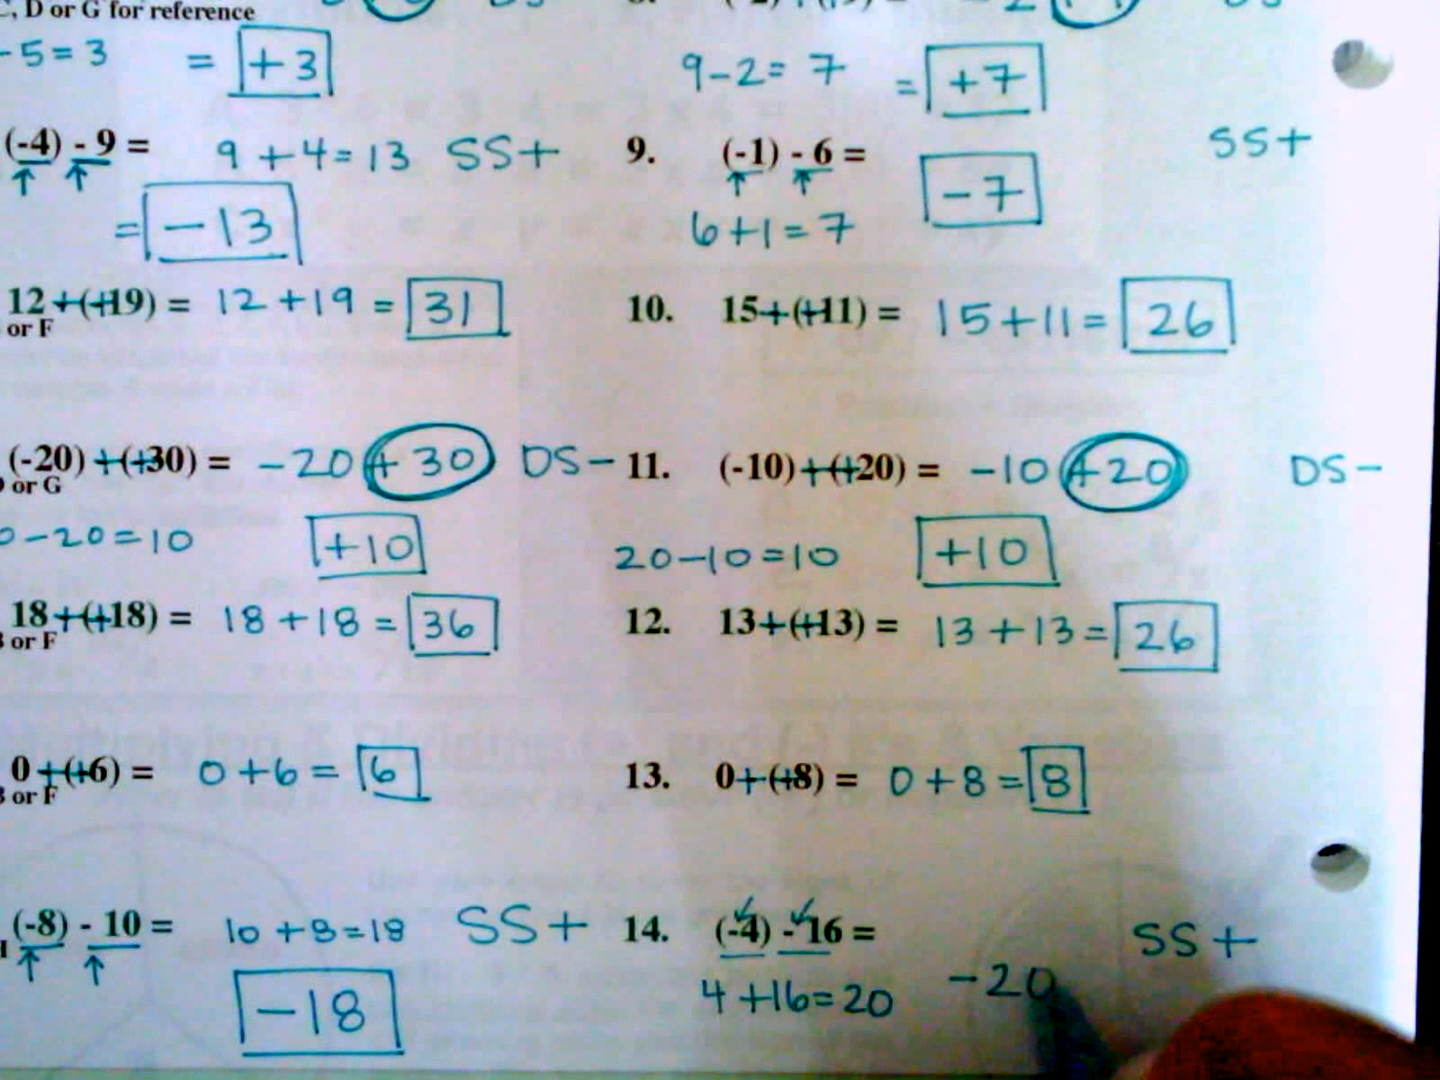 , D or G for reference
-5=3 = +3
9-2=7 = +7
(-4) - 9 = 9+4=13 SS+
= -13
9. (-1) - 6 = SS+
-7
6+1=7
12+(+19) = 12+19 = 31
or F
10. 15+(+11) = 15+11= 26
(-20) +(+30) = -20 +30 DS-
or G
-20=10 +10
11. (-10)+(+20) = -10 +20 DS-
20-10=10 +10
18+(+18) = 18+18 = 36
or F
12. 13+(+13) = 13+13= 26
0+(+6) = 0+6 = 6
or F
13. 0+(+8) = 0+8 = 8
(-8) - 10 = 10+8=18 SS+
-18
14. (-4) - 16 = SS+
4+16=20 -20